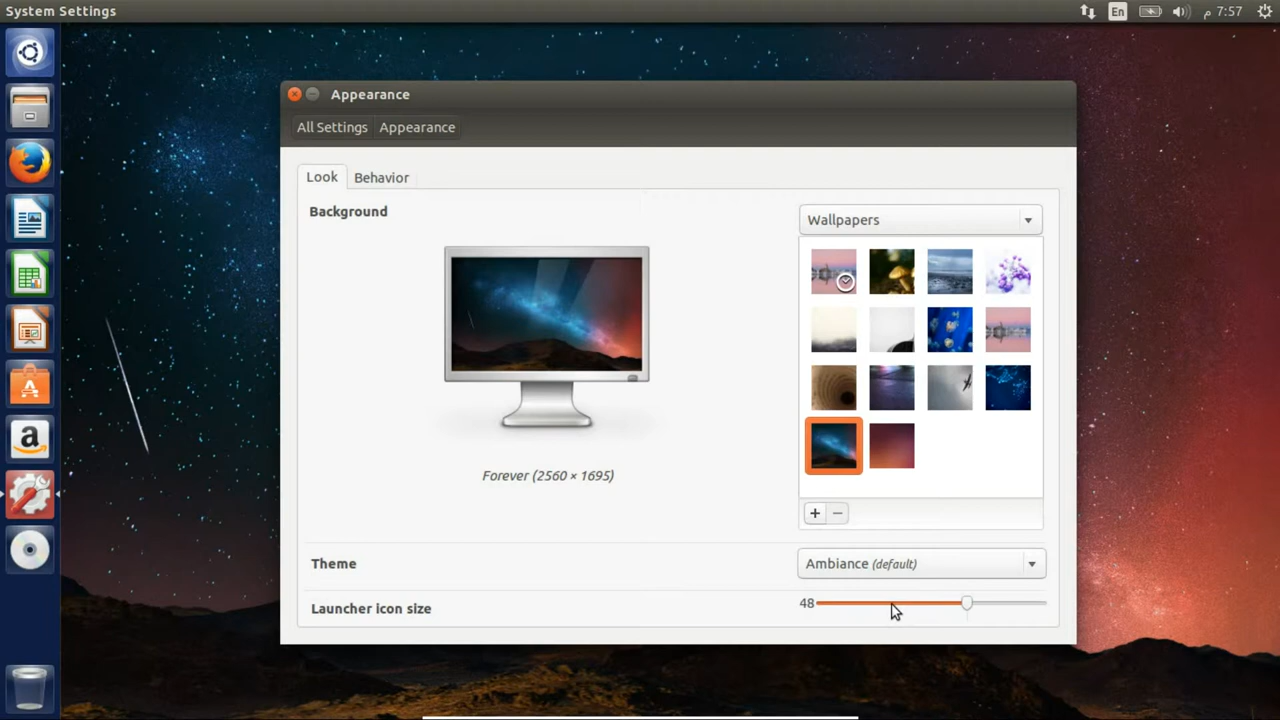 System Settings
En
م 7:57
Appearance
All Settings Appearance
Look Behavior
Background
Wallpapers
Forever (2560 × 1695)
Theme
Ambiance (default)
Launcher icon size
48